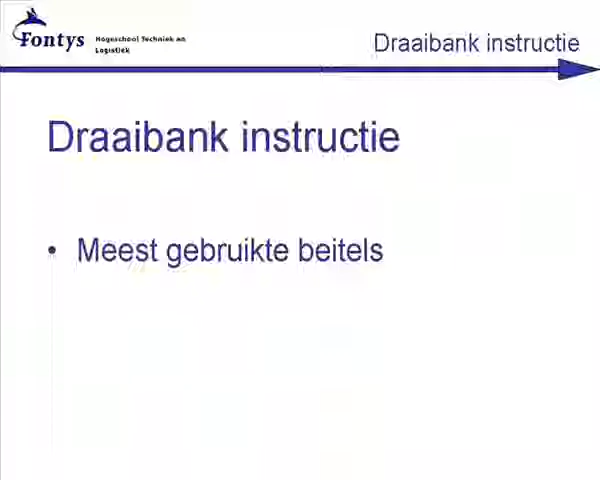 Fontys
Hogeschool Techniek en
Logistiek
Draaibank instructie
Draaibank instructie
• Meest gebruikte beitels